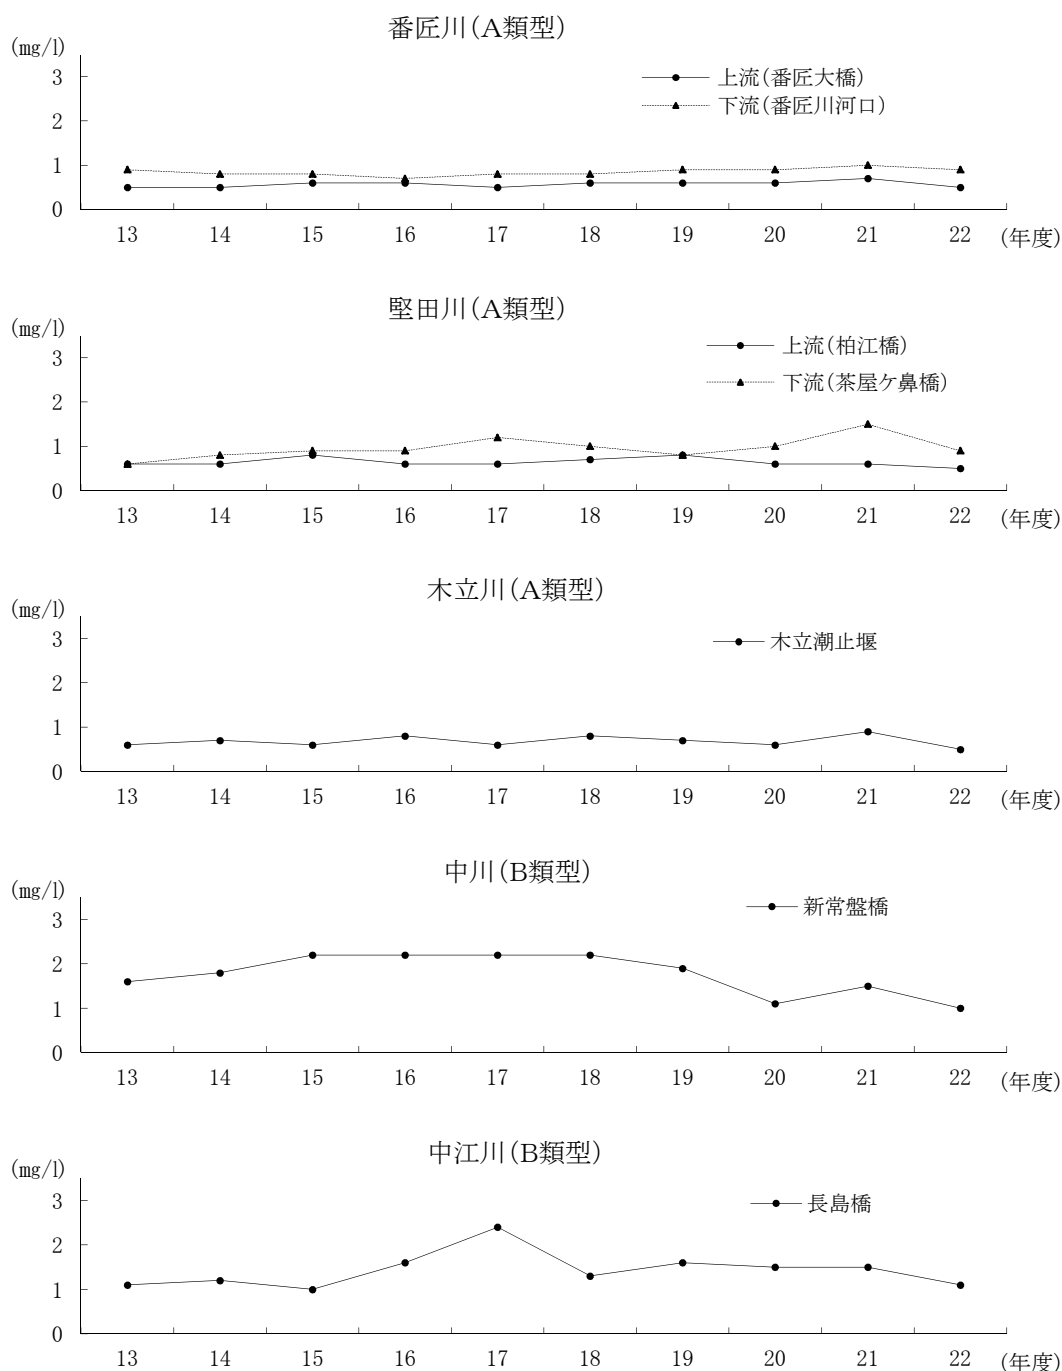 番匠川(A類型)
(mg/l)
上流(番匠大橋)
下流(番匠川河口)
3
2
1
0
13 14 15 16 17 18 19 20 21 22 (年度)
堅田川(A類型)
(mg/l)
上流(柏江橋)
下流(茶屋ケ鼻橋)
3
2
1
0
13 14 15 16 17 18 19 20 21 22 (年度)
木立川(A類型)
(mg/l)
木立潮止堰
3
2
1
0
13 14 15 16 17 18 19 20 21 22 (年度)
中川(B類型)
(mg/l)
新常盤橋
3
2
1
0
13 14 15 16 17 18 19 20 21 22 (年度)
中江川(B類型)
(mg/l)
長島橋
3
2
1
0
13 14 15 16 17 18 19 20 21 22 (年度)